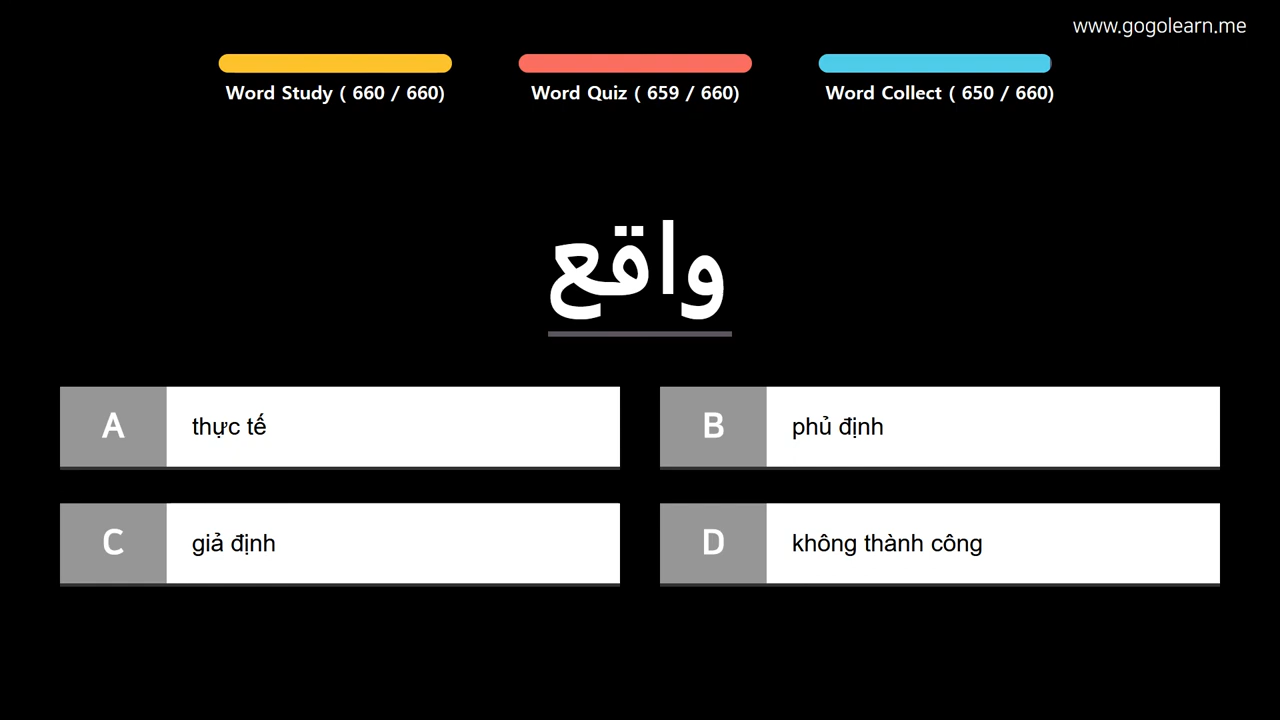 www.gogolearn.me
Word Study ( 660 / 660)
Word Quiz ( 659 / 660)
Word Collect ( 650 / 660)
واقع
A thực tế
B phủ định
C giả định
D không thành công